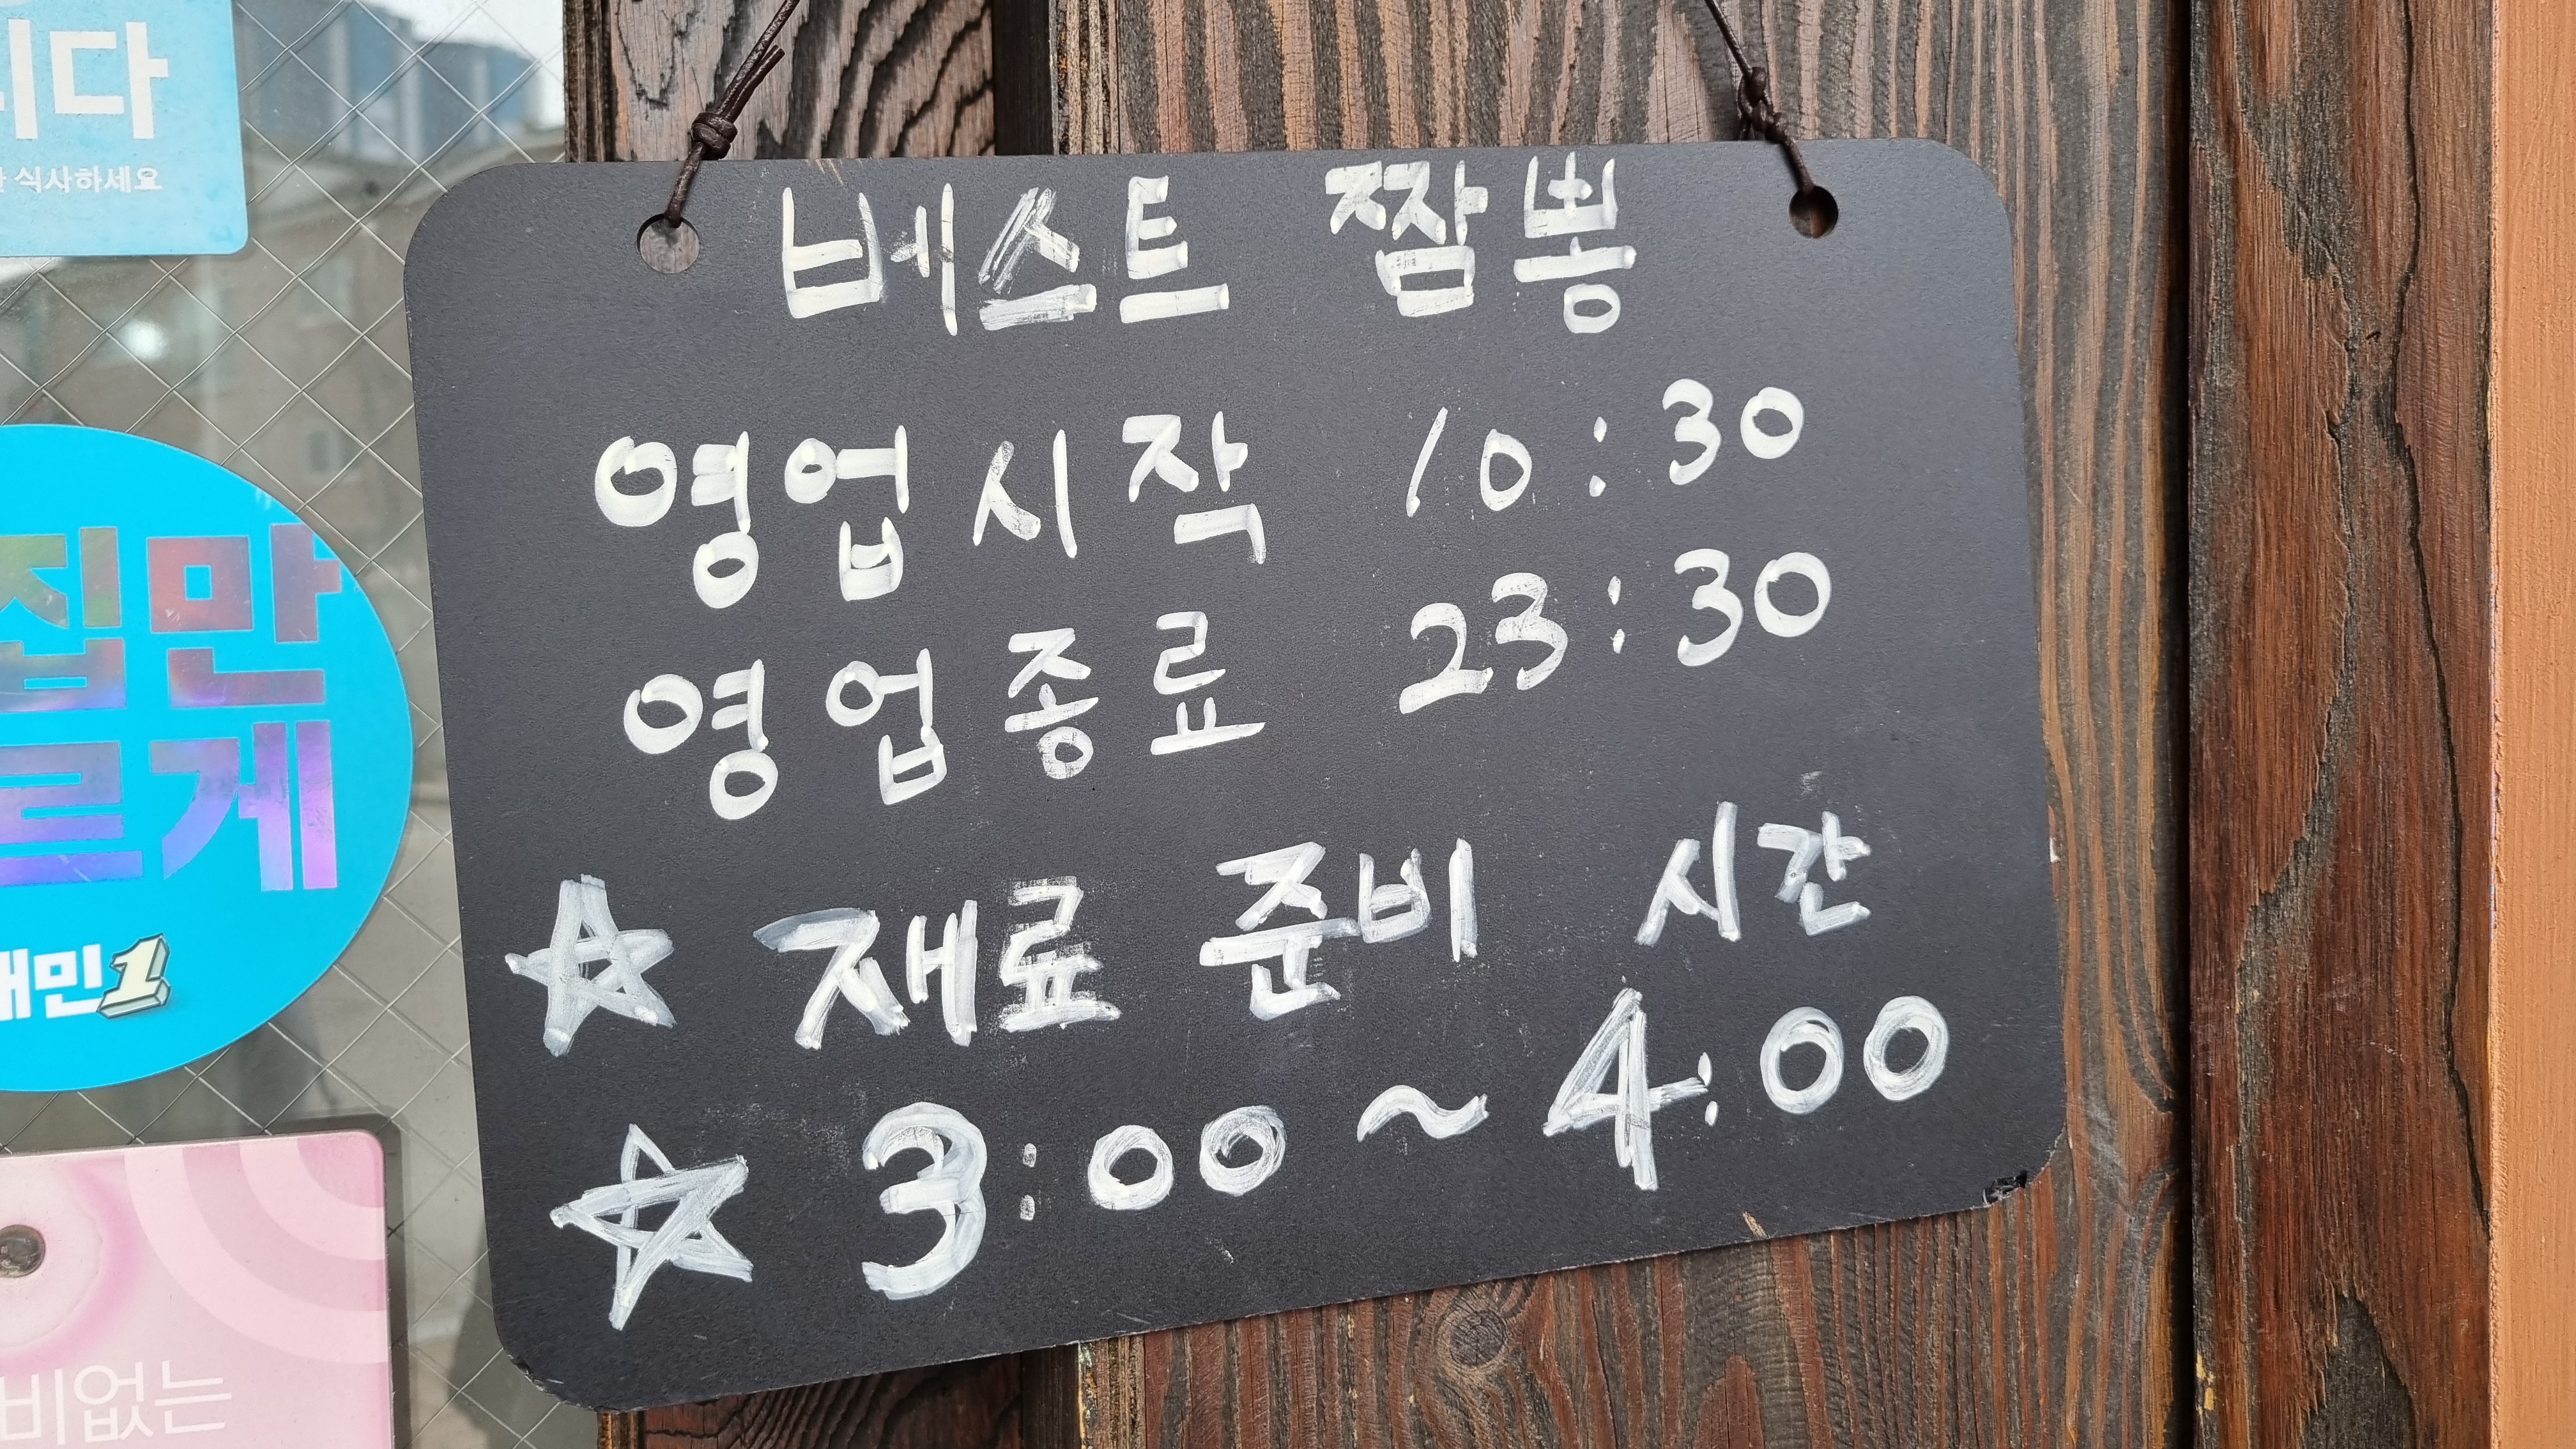 니다
식사하세요
베스트 짬뽕
영업시작 10:30
영업종료 23:30
☆ 재료 준비 시간
☆ 3:00 ~ 4:00
집만
르게
배민1
비없는